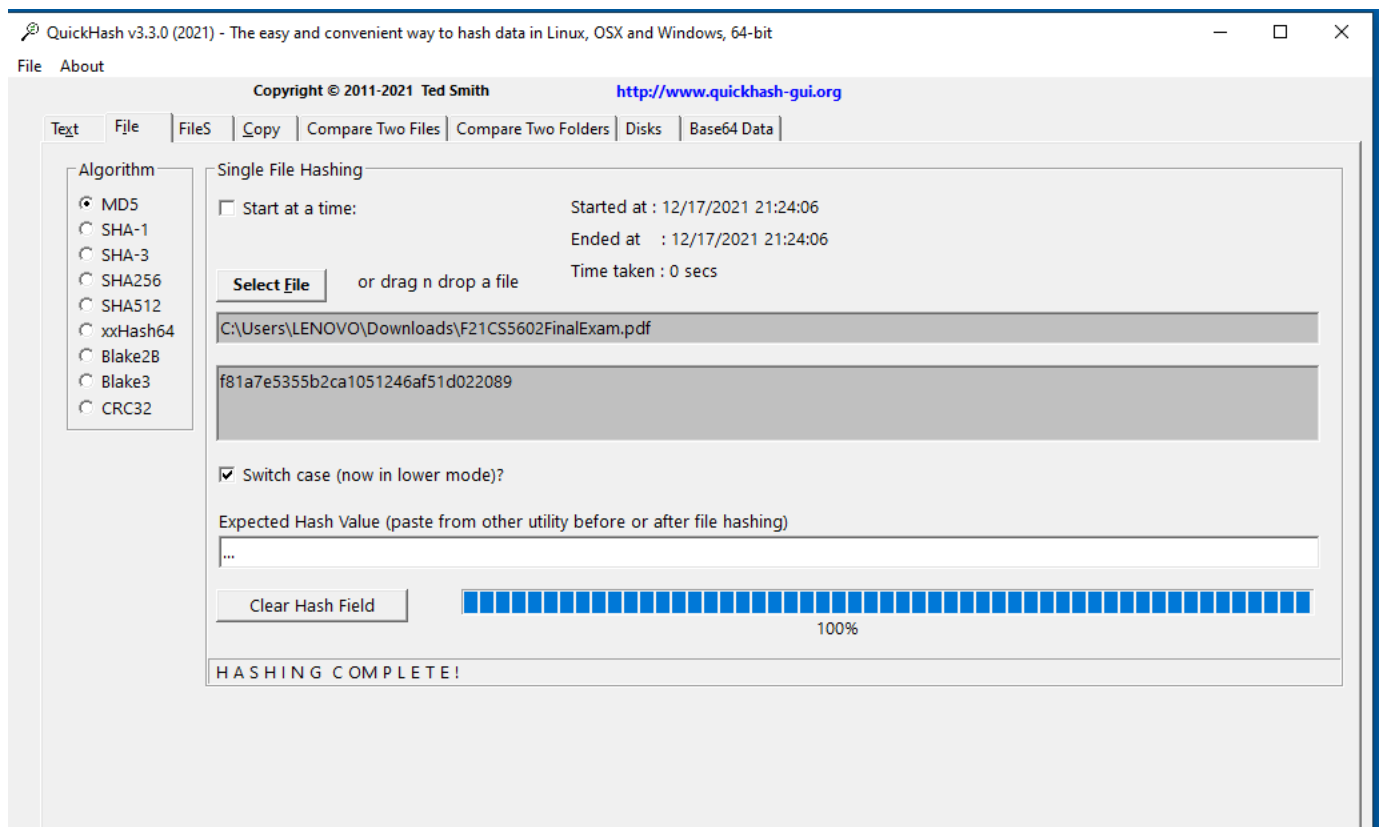 QuickHash v3.3.0 (2021) - The easy and convenient way to hash data in Linux, OSX and Windows, 64-bit
File About
Copyright © 2011-2021 Ted Smith http://www.quickhash-gui.org
Text File FileS Copy Compare Two Files Compare Two Folders Disks Base64 Data
Algorithm
MD5
SHA-1
SHA-3
SHA256
SHA512
xxHash64
Blake2B
Blake3
CRC32
Single File Hashing
Start at a time:
Started at : 12/17/2021 21:24:06
Ended at : 12/17/2021 21:24:06
Time taken : 0 secs
Select File or drag n drop a file
C:\Users\LENOVO\Downloads\F21CS5602FinalExam.pdf
f81a7e5355b2ca1051246af51d022089
Switch case (now in lower mode)?
Expected Hash Value (paste from other utility before or after file hashing)
...
Clear Hash Field
100%
H A S H I N G C O M P L E T E !